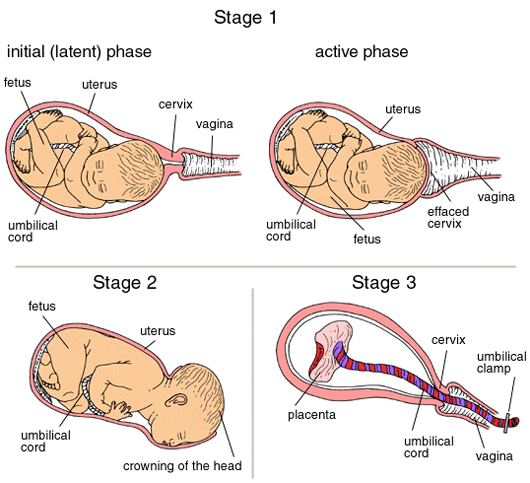 Stage 1
initial (latent) phase
fetus
uterus
cervix
vagina
umbilical
cord
active phase
uterus
vagina
effaced
cervix
umbilical
cord
fetus
Stage 2
fetus
uterus
umbilical
cord
crowning of the head
Stage 3
cervix
umbilical
clamp
placenta
umbilical
cord
vagina